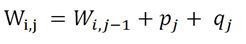 W_{i,j} = W_{i,j-1} + p_j + q_j